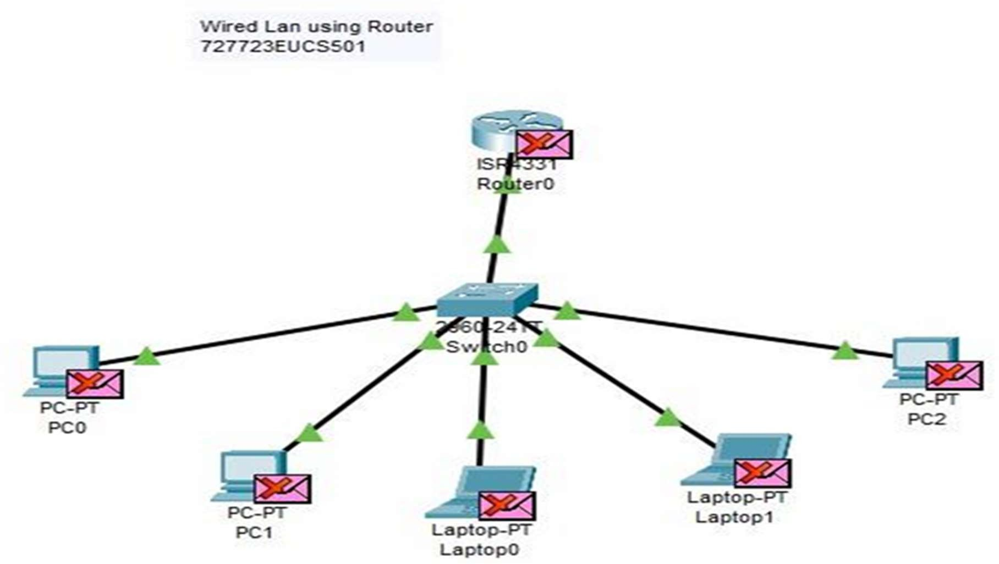 Wired Lan using Router
727723EUCS501
ISR4331
Router0
2960-24TT
Switch0
PC-PT
PC0
PC-PT
PC2
PC-PT
PC1
Laptop-PT
Laptop1
Laptop-PT
Laptop0